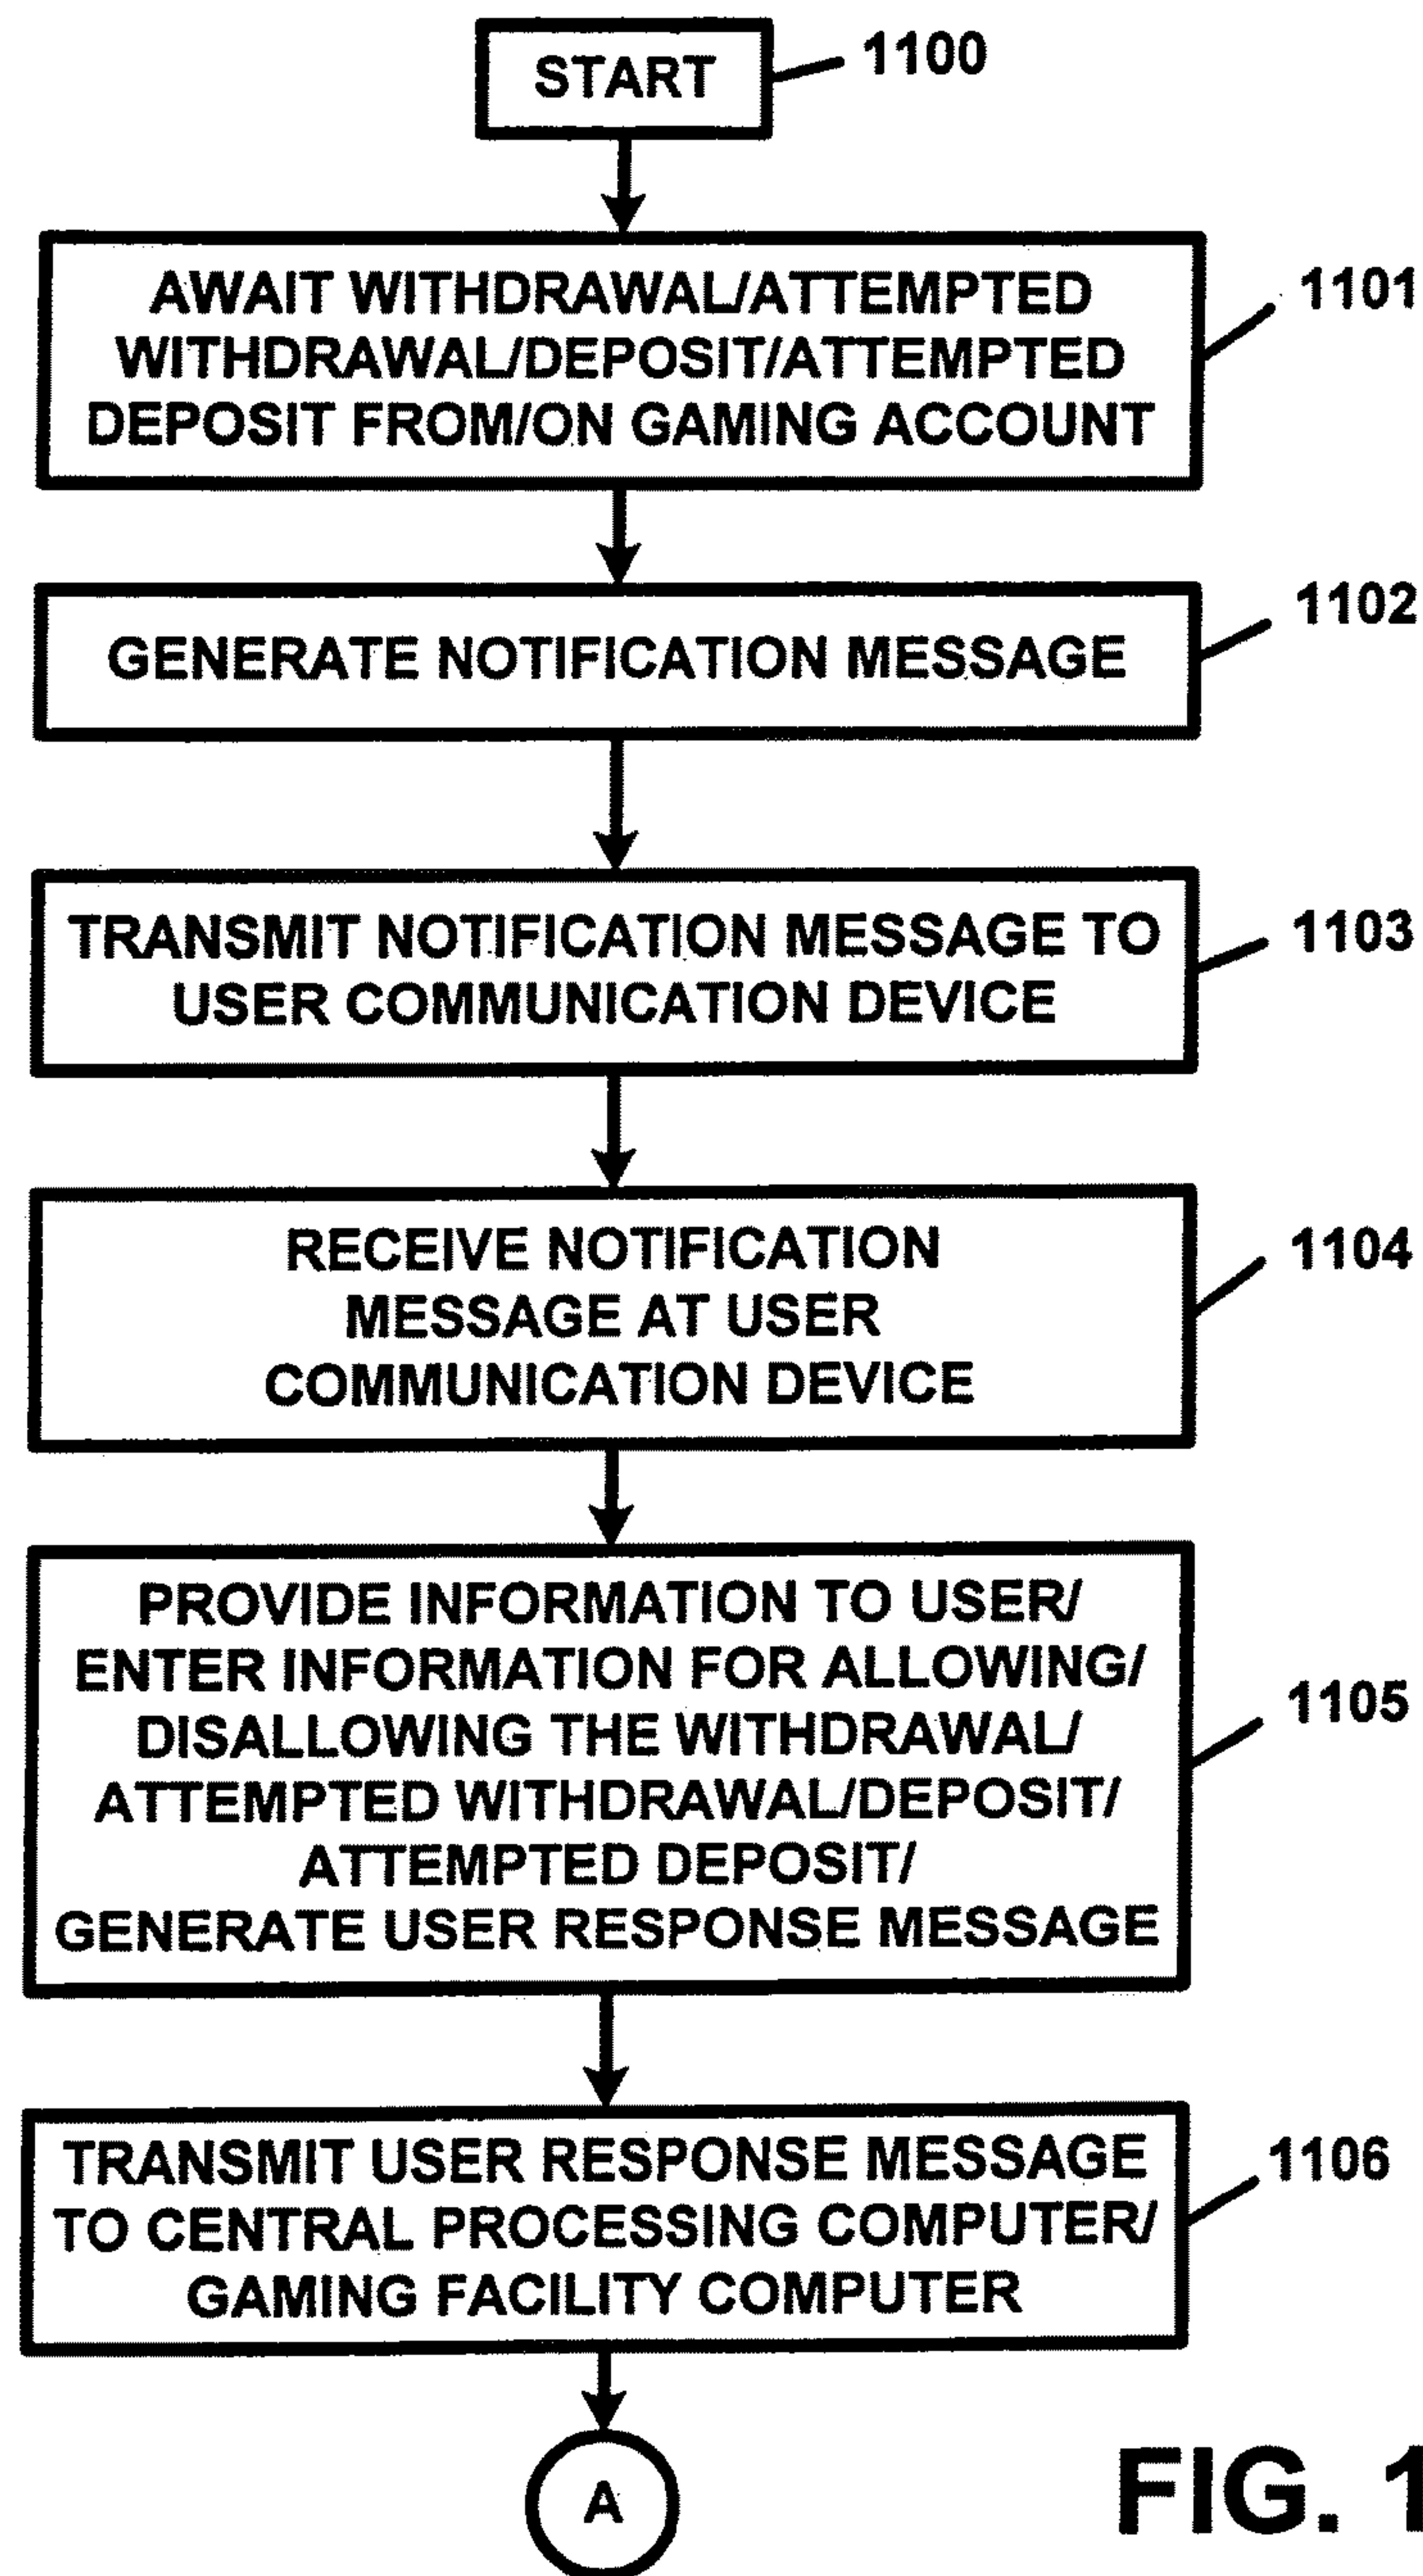 START
1100
AWAIT WITHDRAWAL/ATTEMPTED
WITHDRAWAL/DEPOSIT/ATTEMPTED
DEPOSIT FROM/ON GAMING ACCOUNT
1101
GENERATE NOTIFICATION MESSAGE
1102
TRANSMIT NOTIFICATION MESSAGE TO
USER COMMUNICATION DEVICE
1103
RECEIVE NOTIFICATION
MESSAGE AT USER
COMMUNICATION DEVICE
1104
PROVIDE INFORMATION TO USER/
ENTER INFORMATION FOR ALLOWING/
DISALLOWING THE WITHDRAWAL/
ATTEMPTED WITHDRAWAL/DEPOSIT/
ATTEMPTED DEPOSIT/
GENERATE USER RESPONSE MESSAGE
1105
TRANSMIT USER RESPONSE MESSAGE
TO CENTRAL PROCESSING COMPUTER/
GAMING FACILITY COMPUTER
1106
A
FIG.